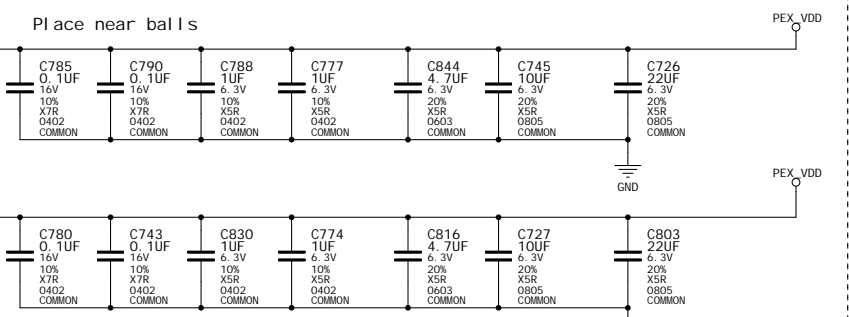 Place near balls
PEX_VDD
C785
0.1UF
16V
10%
X7R
0402
COMMON
C790
0.1UF
16V
10%
X7R
0402
COMMON
C788
1UF
6.3V
10%
X5R
0402
COMMON
C777
1UF
6.3V
10%
X5R
0402
COMMON
C844
4.7UF
6.3V
20%
X5R
0603
COMMON
C745
10UF
6.3V
20%
X5R
0805
COMMON
C726
22UF
6.3V
20%
X5R
0805
COMMON
GND
PEX_VDD
C780
0.1UF
16V
10%
X7R
0402
COMMON
C743
0.1UF
16V
10%
X7R
0402
COMMON
C830
1UF
6.3V
10%
X5R
0402
COMMON
C774
1UF
6.3V
10%
X5R
0402
COMMON
C816
4.7UF
6.3V
20%
X5R
0603
COMMON
C727
10UF
6.3V
20%
X5R
0805
COMMON
C803
22UF
6.3V
20%
X5R
0805
COMMON